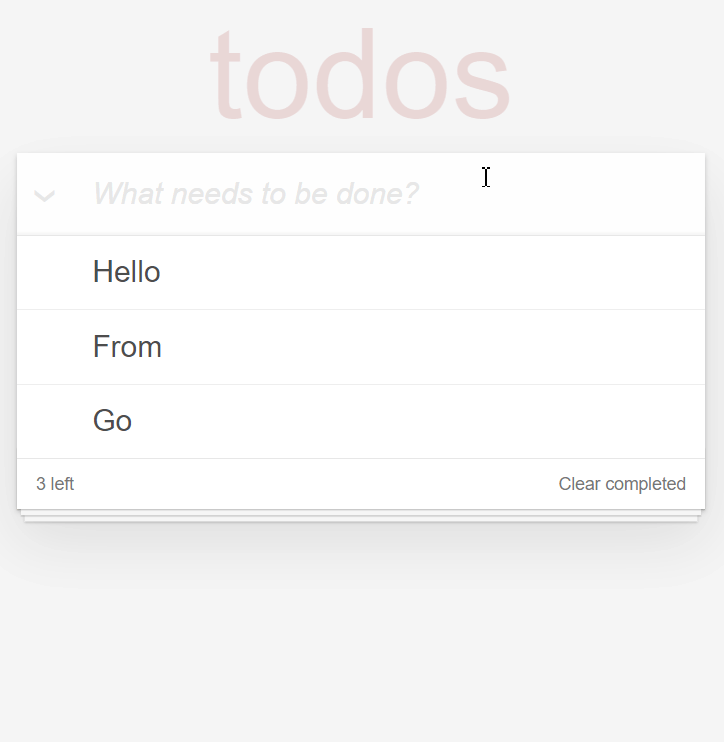 todos
What needs to be done?
Hello
From
Go
3 left
Clear completed